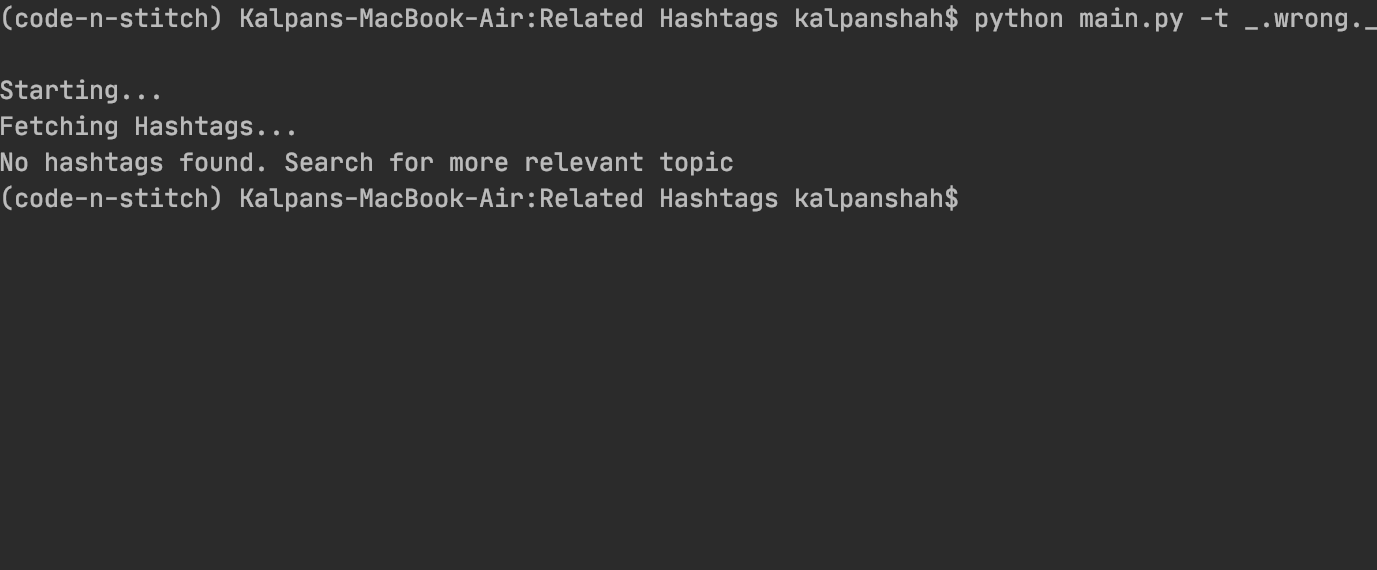 (code-n-stitch) Kalpans-MacBook-Air:Related Hashtags kalpanshah$ python main.py -t _.wrong._
Starting...
Fetching Hashtags...
No hashtags found. Search for more relevant topic
(code-n-stitch) Kalpans-MacBook-Air:Related Hashtags kalpanshah$